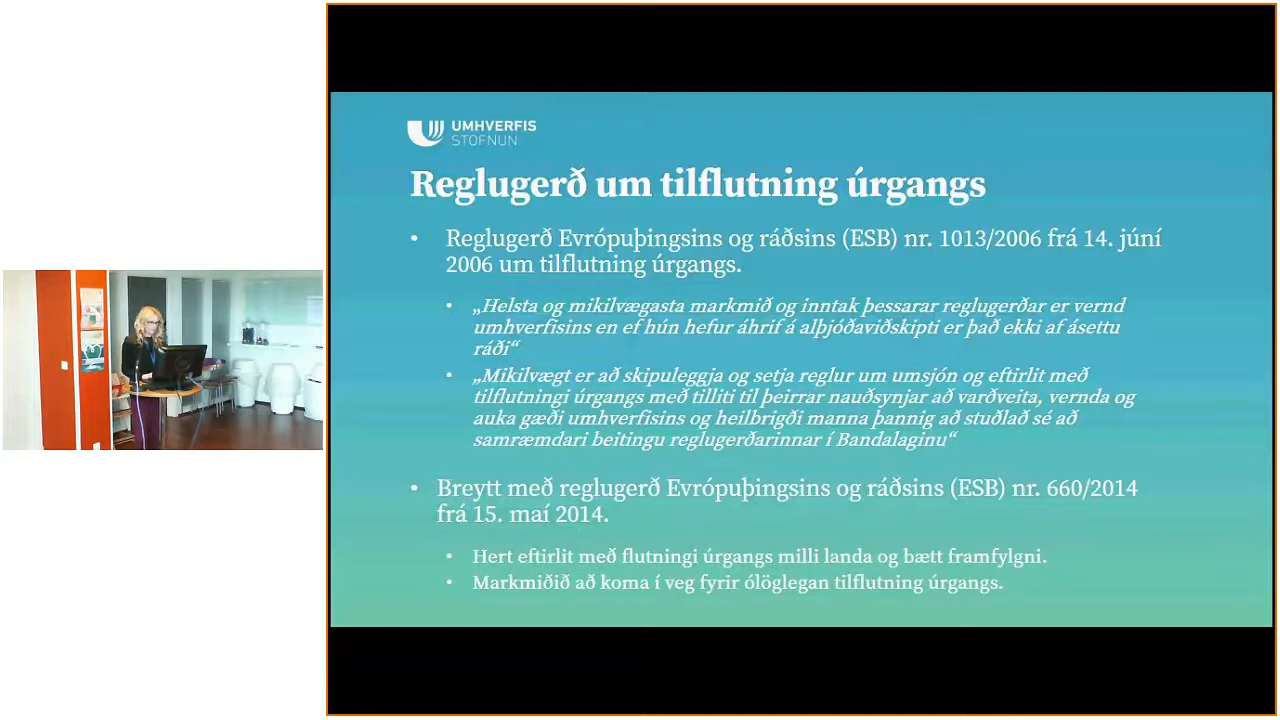 UMHVERFIS
STOFNUN
Reglugerð um tilflutning úrgangs
• Reglugerð Evrópuþingsins og ráðsins (ESB) nr. 1013/2006 frá 14. júní
2006 um tilflutning úrgangs.
• „Helsta og mikilvægasta markmið og inntak þessarar reglugerðar er vernd
umhverfisins en ef hún hefur áhrif á alþjóðaviðskipti er það ekki af ásettu
ráði“
• „Mikilvægt er að skipuleggja og setja reglur um umsjón og eftirlit með
tilflutningi úrgangs með tilliti til þeirrar nauðsynjar að varðveita, vernda og
auka gæði umhverfisins og heilbrigði manna þannig að stuðlað sé að
samræmdari beitingu reglugerðarinnar í Bandalaginu“
• Breytt með reglugerð Evrópuþingsins og ráðsins (ESB) nr. 660/2014
frá 15. maí 2014.
• Hert eftirlit með flutningi úrgangs milli landa og bætt framfylgni.
• Markmiðið að koma í veg fyrir ólöglegan tilflutning úrgangs.